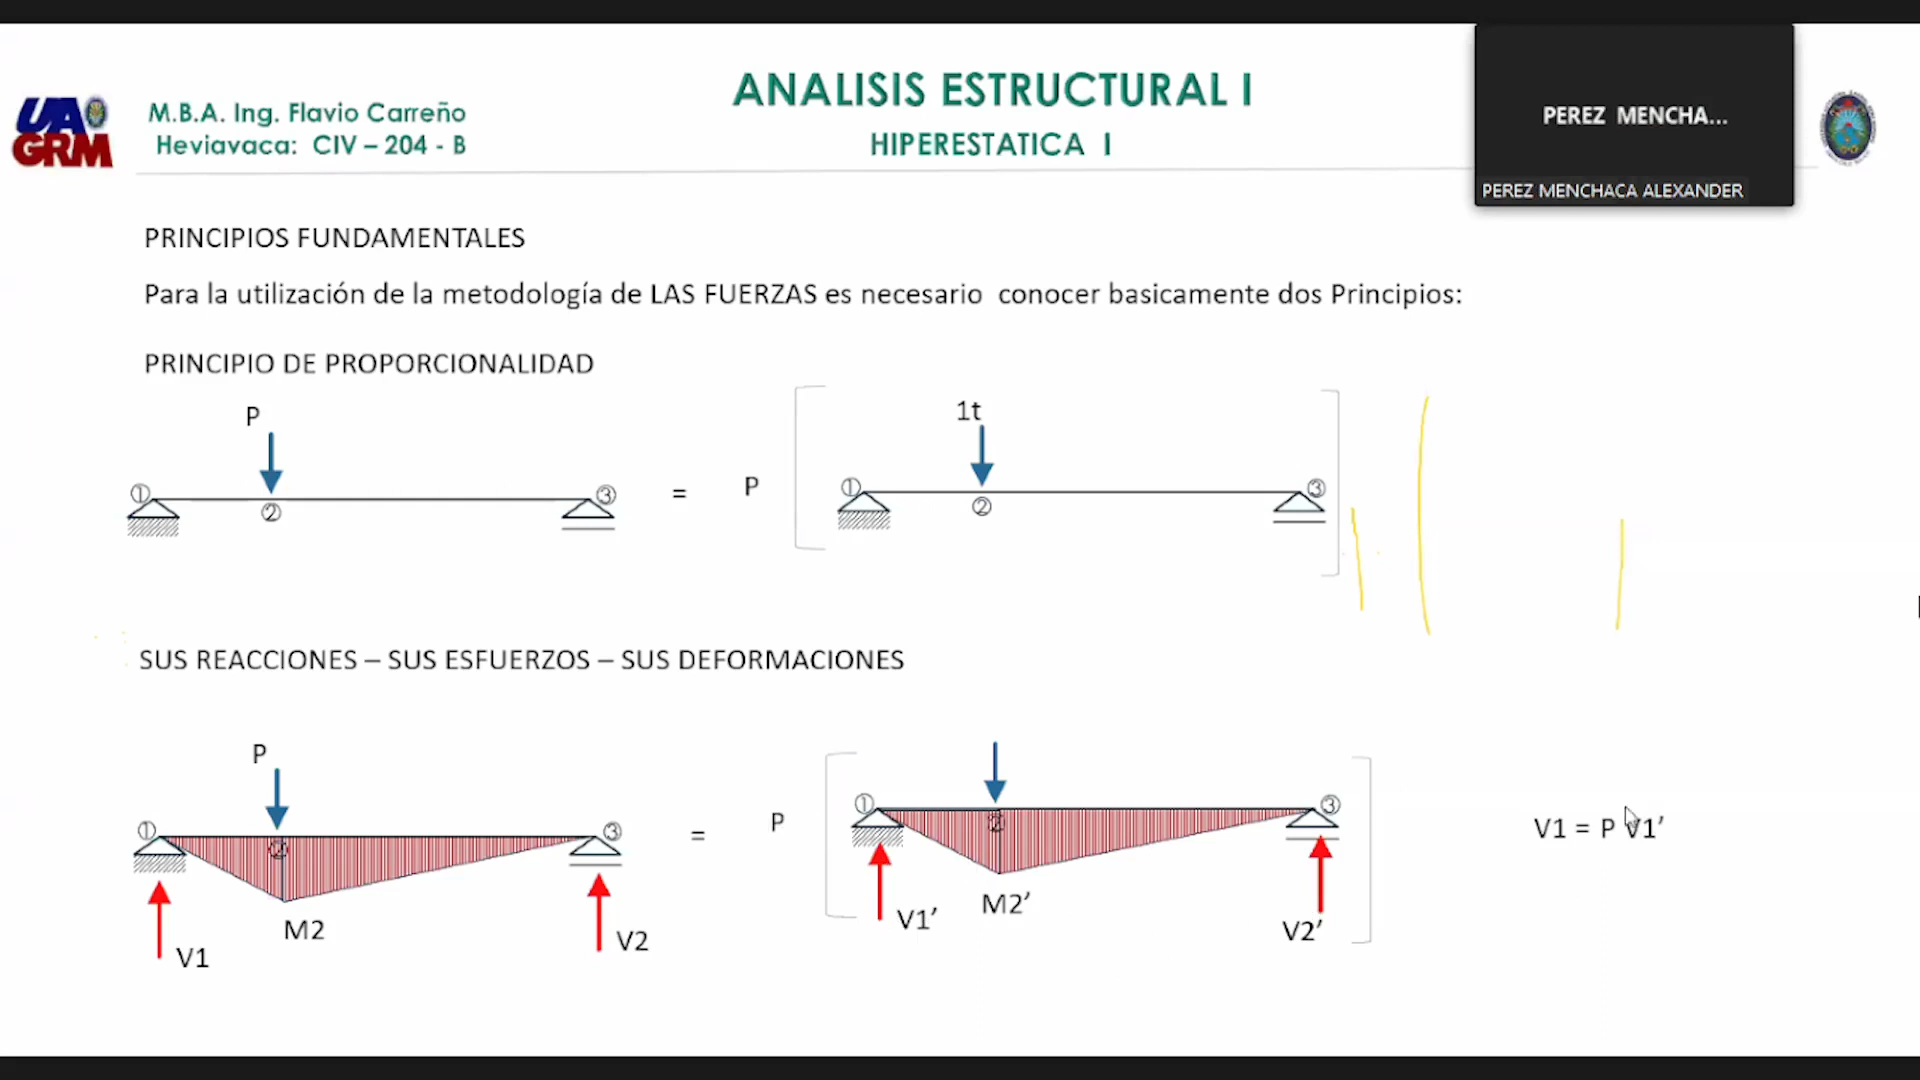 UAGRM
M.B.A. Ing. Flavio Carreño
Heviavaca: CIV – 204 - B
ANALISIS ESTRUCTURAL I
HIPERESTATICA I
PEREZ MENCHA...
PEREZ MENCHACA ALEXANDER
PRINCIPIOS FUNDAMENTALES
Para la utilización de la metodología de LAS FUERZAS es necesario conocer basicamente dos Principios:
PRINCIPIO DE PROPORCIONALIDAD
P
1t
① ② ③ = P ① ② ③
SUS REACCIONES – SUS ESFUERZOS – SUS DEFORMACIONES
P
① ② ③ = P ① ② ③
V1 = P V1’
V1 M2 V2
V1’ M2’ V2’